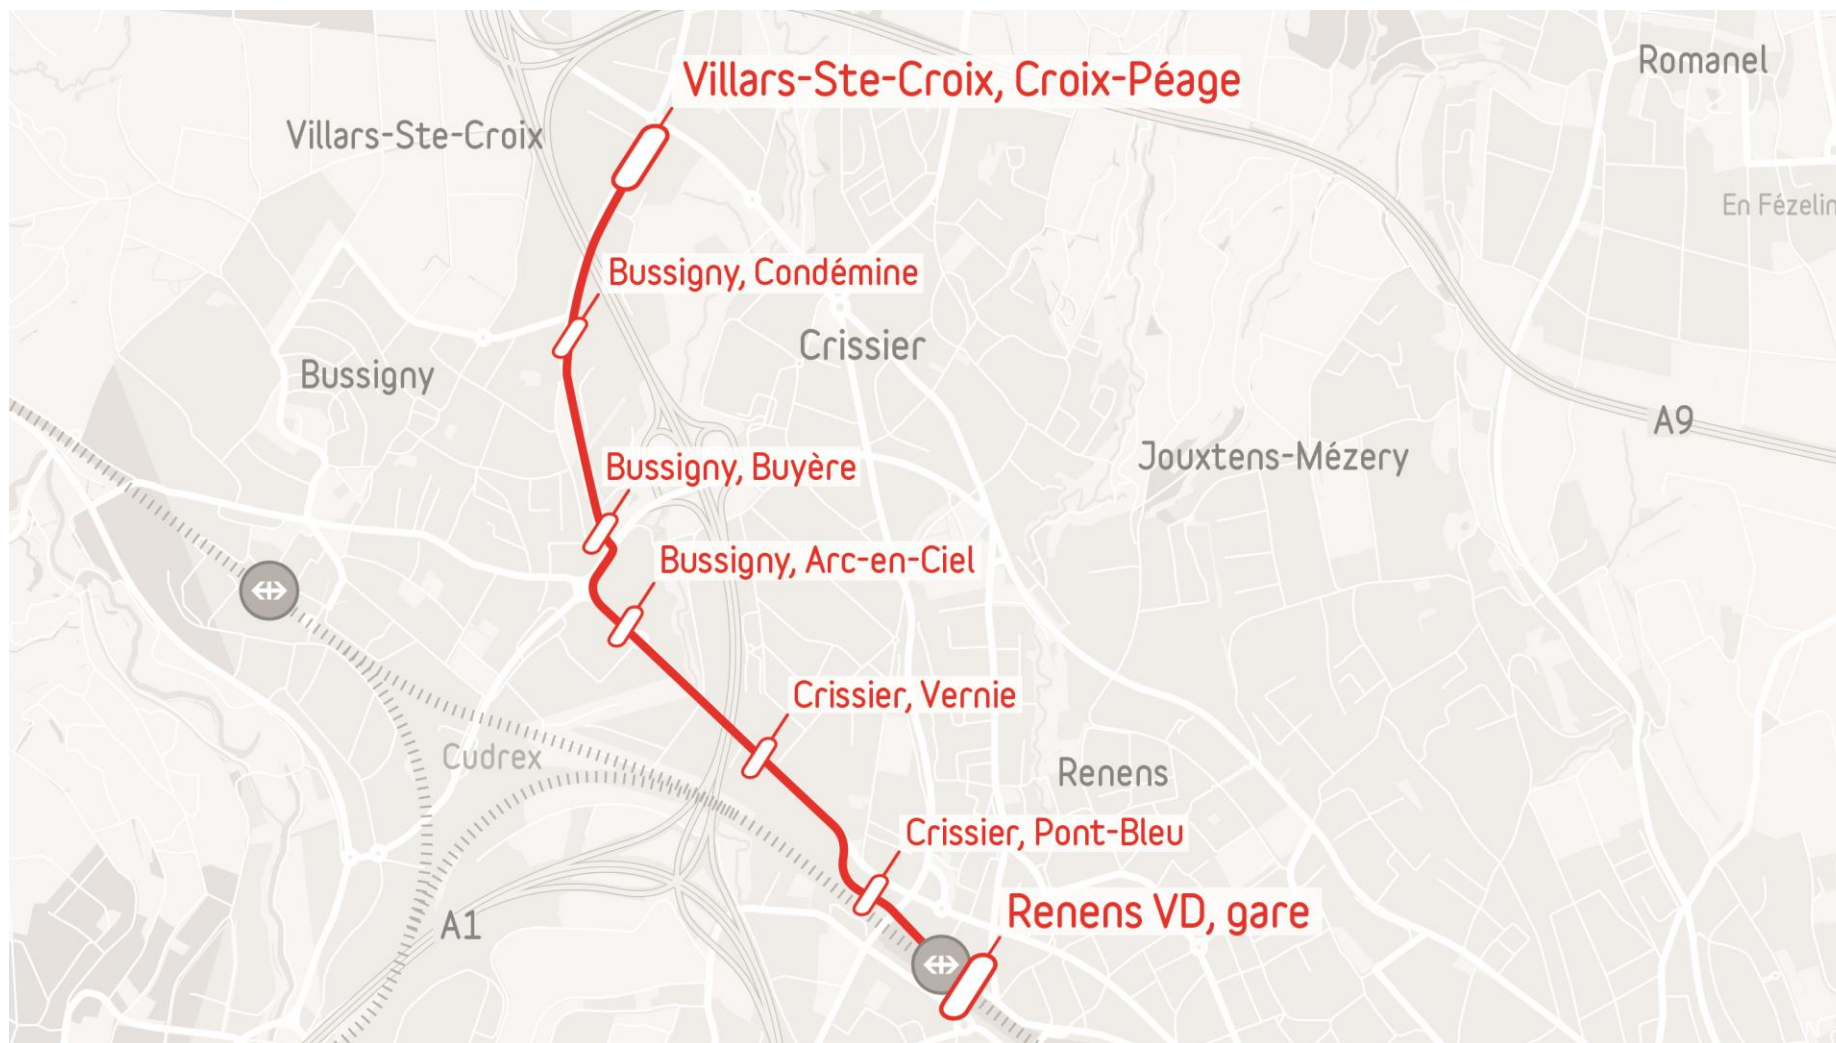 Romanel
Villars-Ste-Croix, Croix-Péage
Villars-Ste-Croix
En Fézelin
Bussigny, Condémine
Crissier
Bussigny
A9
Jouxtens-Mézery
Bussigny, Buyère
Bussigny, Arc-en-Ciel
Crissier, Vernie
Cudrex
Renens
Crissier, Pont-Bleu
Renens VD, gare
A1